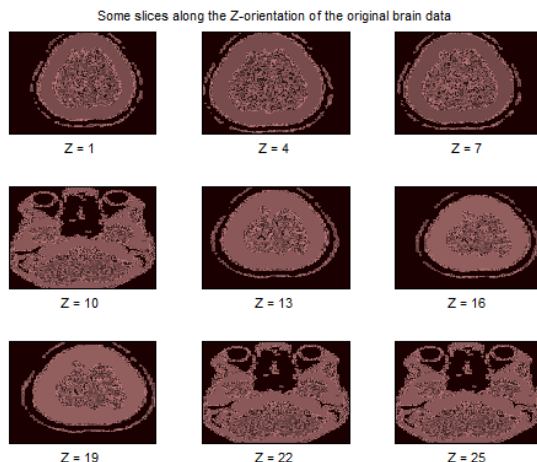 Some slices along the Z-orientation of the original brain data
Z = 1
Z = 4
Z = 7
Z = 10
Z = 13
Z = 16
Z = 19
Z = 22
Z = 25